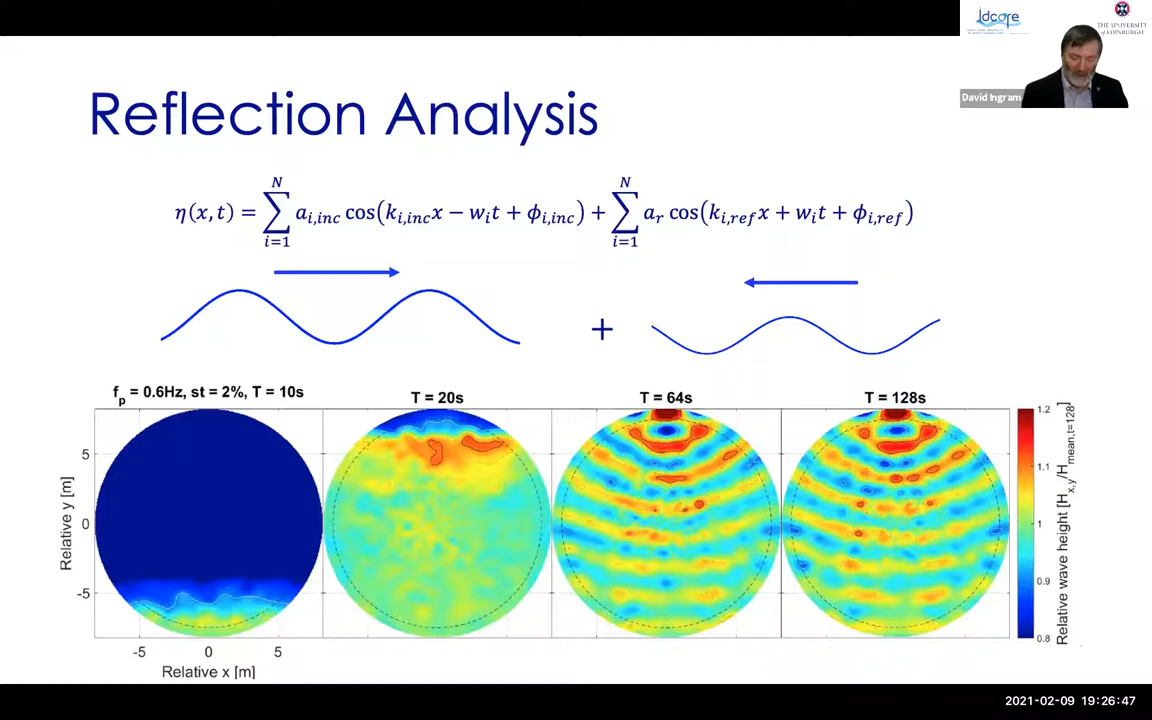 ldcore
THE UNIVERSITY
of EDINBURGH
David Ingram
Reflection Analysis
η(x, t) = ∑_{i=1}^{N} a_{i,inc} cos(k_{i,inc}x − w_i t + ϕ_{i,inc}) + ∑_{i=1}^{N} a_r cos(k_{i,ref}x + w_i t + ϕ_{i,ref})
+
f_p = 0.6Hz, st = 2%, T = 10s
T = 20s
T = 64s
T = 128s
Relative y [m]
5
0
-5
-5 0 5
Relative x [m]
1.2
1.1
1
0.9
0.8
Relative wave height [H_{x,y}/H_{mean,t=128}]
2021-02-09 19:26:47